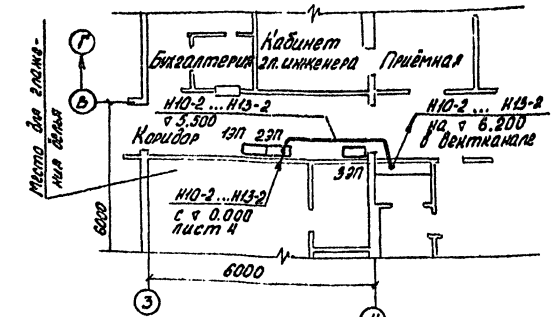 Г
В
Место для глаже-
ния белья
Бухгалтерия
Кабинет
гл. инженера
Приёмная
Н10-2 ... Н13-2
▽ 5.500
Н10-2 ... Н13-2
на ▽ 6.200
в вентканале
Коридор
1ЭП
2ЭП
3ЭП
Н10-2 ... Н13-2
с ▽ 0.000
лист 4
6000
6000
3